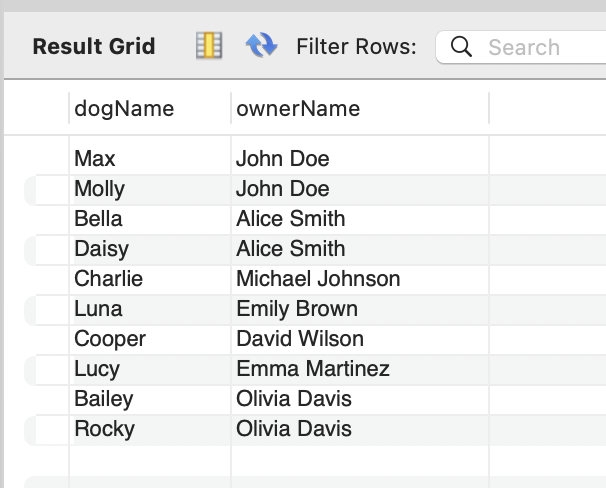 Result Grid Filter Rows: Search
dogName ownerName
Max John Doe
Molly John Doe
Bella Alice Smith
Daisy Alice Smith
Charlie Michael Johnson
Luna Emily Brown
Cooper David Wilson
Lucy Emma Martinez
Bailey Olivia Davis
Rocky Olivia Davis